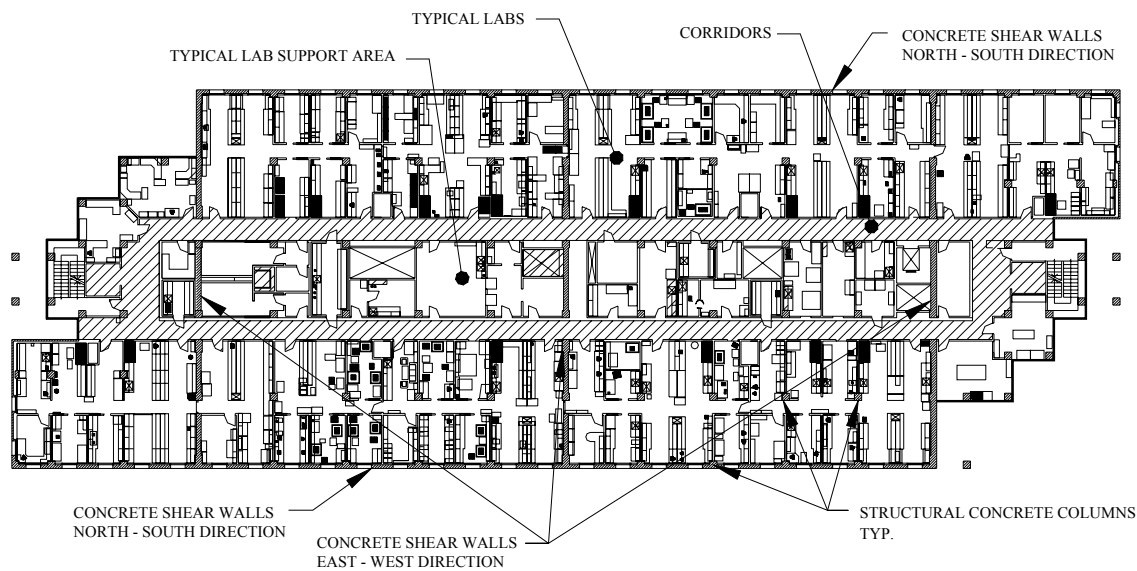 TYPICAL LABS
TYPICAL LAB SUPPORT AREA
CORRIDORS
CONCRETE SHEAR WALLS
NORTH - SOUTH DIRECTION
CONCRETE SHEAR WALLS
NORTH - SOUTH DIRECTION
CONCRETE SHEAR WALLS
EAST - WEST DIRECTION
STRUCTURAL CONCRETE COLUMNS
TYP.